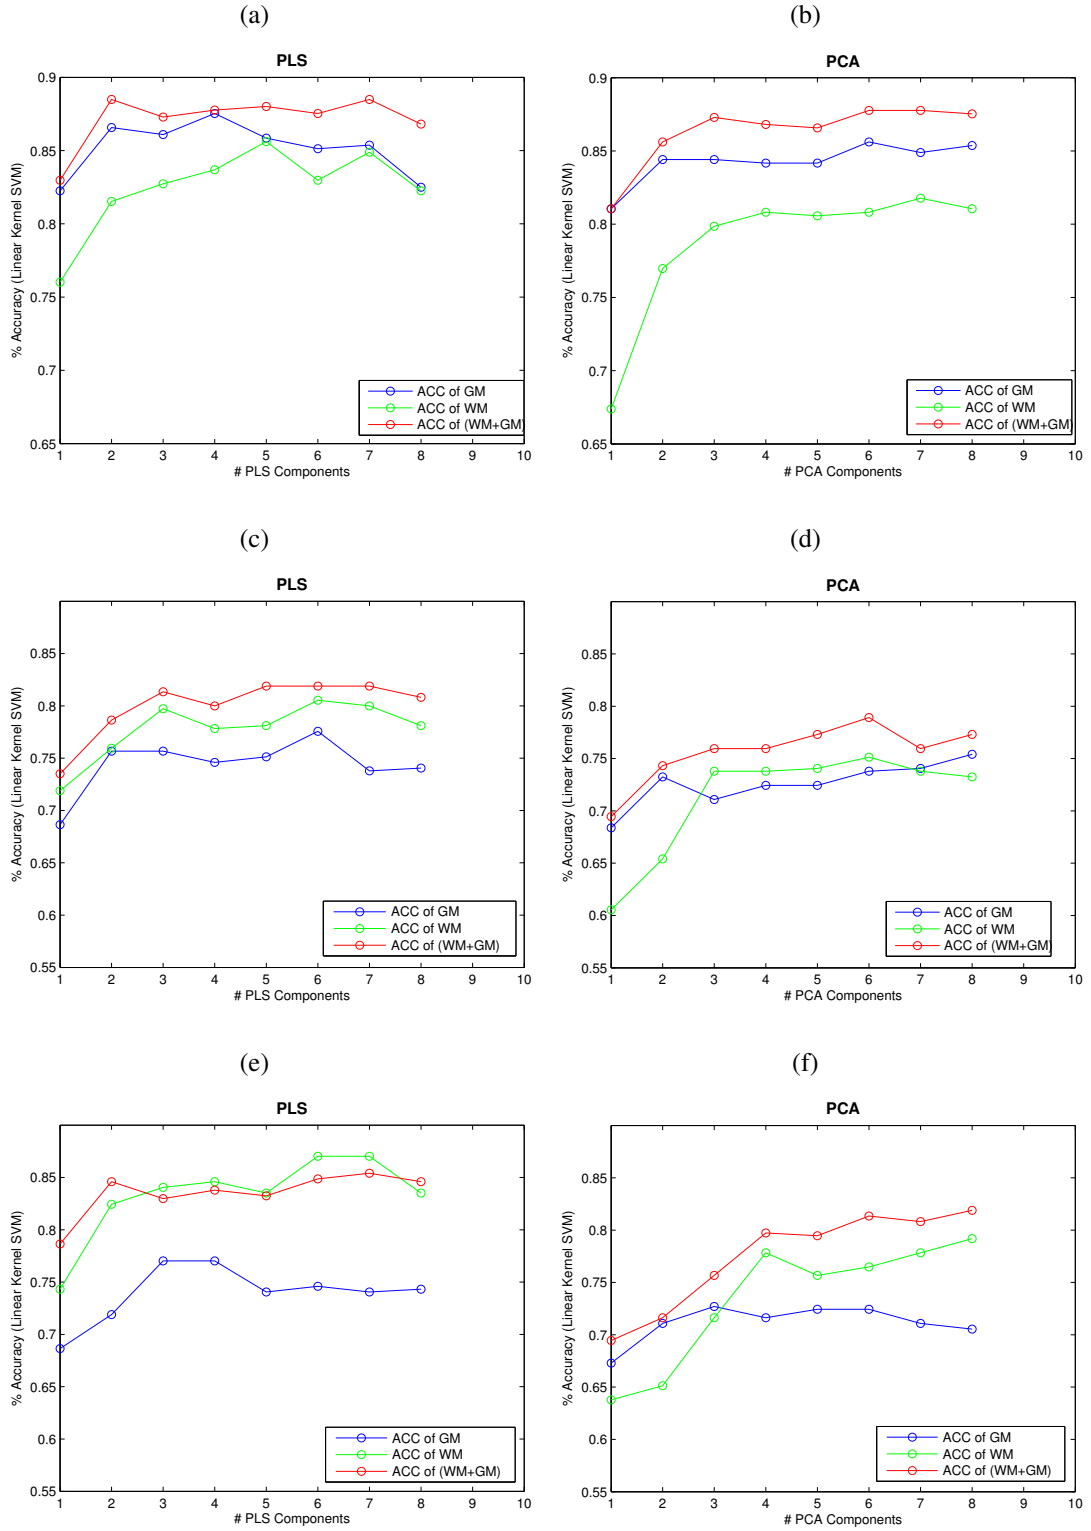 (a)
PLS
0.9
0.85
0.8
0.75
0.7
0.65
% Accuracy (Linear Kernel SVM)
ACC of GM
ACC of WM
ACC of (WM+GM)
1 2 3 4 5 6 7 8 9 10
# PLS Components
(b)
PCA
0.9
0.85
0.8
0.75
0.7
0.65
% Accuracy (Linear Kernel SVM)
ACC of GM
ACC of WM
ACC of (WM+GM)
1 2 3 4 5 6 7 8 9 10
# PCA Components
(c)
PLS
0.85
0.8
0.75
0.7
0.65
0.6
0.55
% Accuracy (Linear Kernel SVM)
ACC of GM
ACC of WM
ACC of (WM+GM)
1 2 3 4 5 6 7 8 9 10
# PLS Components
(d)
PCA
0.85
0.8
0.75
0.7
0.65
0.6
0.55
% Accuracy (Linear Kernel SVM)
ACC of GM
ACC of WM
ACC of (WM+GM)
1 2 3 4 5 6 7 8 9 10
# PCA Components
(e)
PLS
0.85
0.8
0.75
0.7
0.65
0.6
0.55
% Accuracy (Linear Kernel SVM)
ACC of GM
ACC of WM
ACC of (WM+GM)
1 2 3 4 5 6 7 8 9 10
# PLS Components
(f)
PCA
0.85
0.8
0.75
0.7
0.65
0.6
0.55
% Accuracy (Linear Kernel SVM)
ACC of GM
ACC of WM
ACC of (WM+GM)
1 2 3 4 5 6 7 8 9 10
# PCA Components